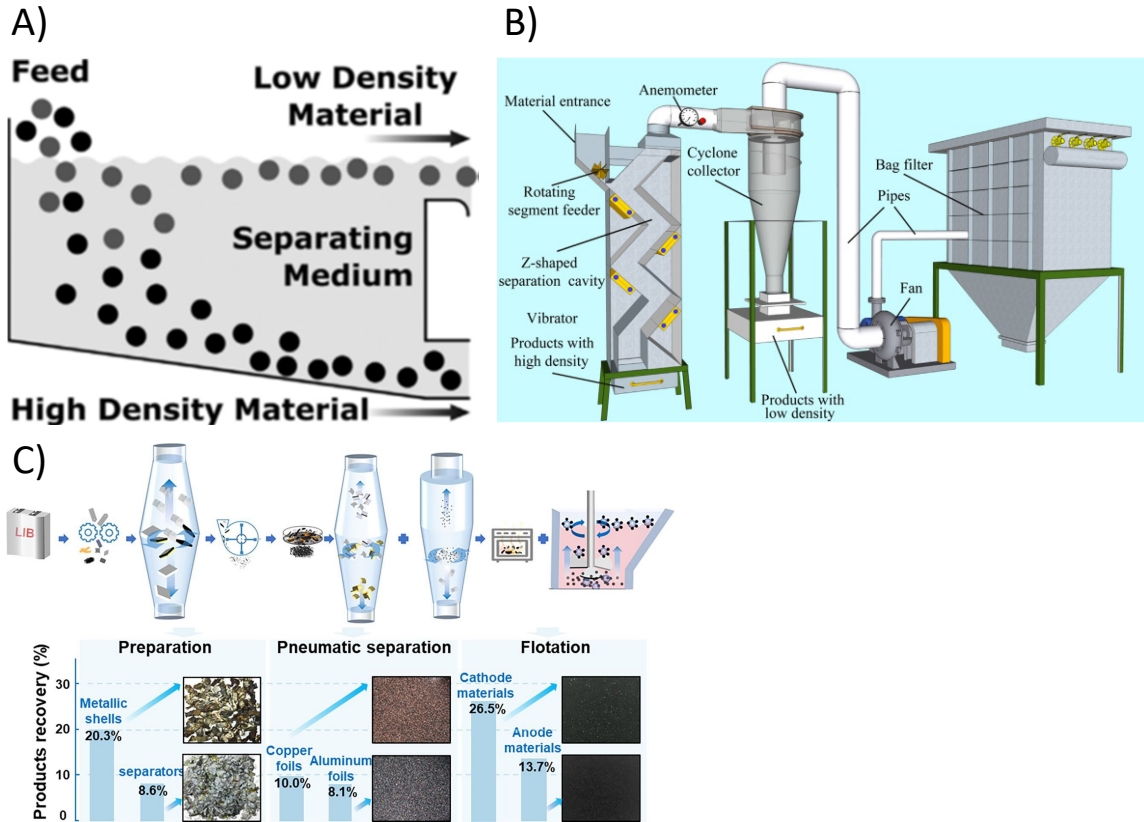 A)
Feed
Low Density
Material
Separating
Medium
High Density Material
B)
Material entrance
Anemometer
Rotating
segment feeder
Cyclone
collector
Bag filter
Pipes
Z-shaped
separation cavity
Fan
Vibrator
Products with
high density
Products with
low density
C)
LIB
Products recovery (%)
30
20
10
0
Preparation
Metallic
shells
20.3%
separators
8.6%
Pneumatic separation
Copper
foils
10.0%
Aluminum
foils
8.1%
Flotation
Cathode
materials
26.5%
Anode
materials
13.7%